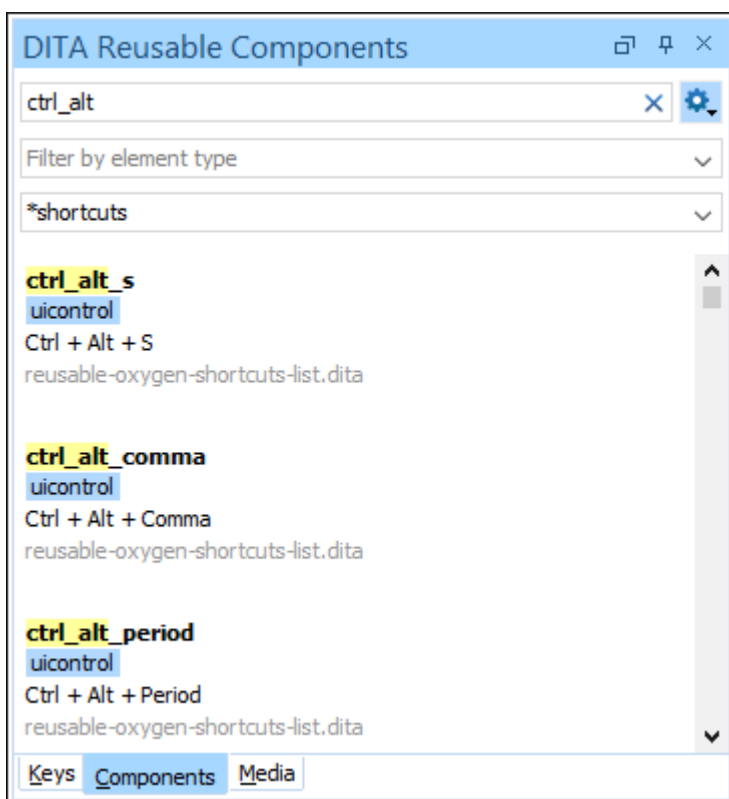 DITA Reusable Components
ctrl_alt
Filter by element type
*shortcuts
ctrl_alt_s
uicontrol
Ctrl + Alt + S
reusable-oxygen-shortcuts-list.dita
ctrl_alt_comma
uicontrol
Ctrl + Alt + Comma
reusable-oxygen-shortcuts-list.dita
ctrl_alt_period
uicontrol
Ctrl + Alt + Period
reusable-oxygen-shortcuts-list.dita
Keys Components Media